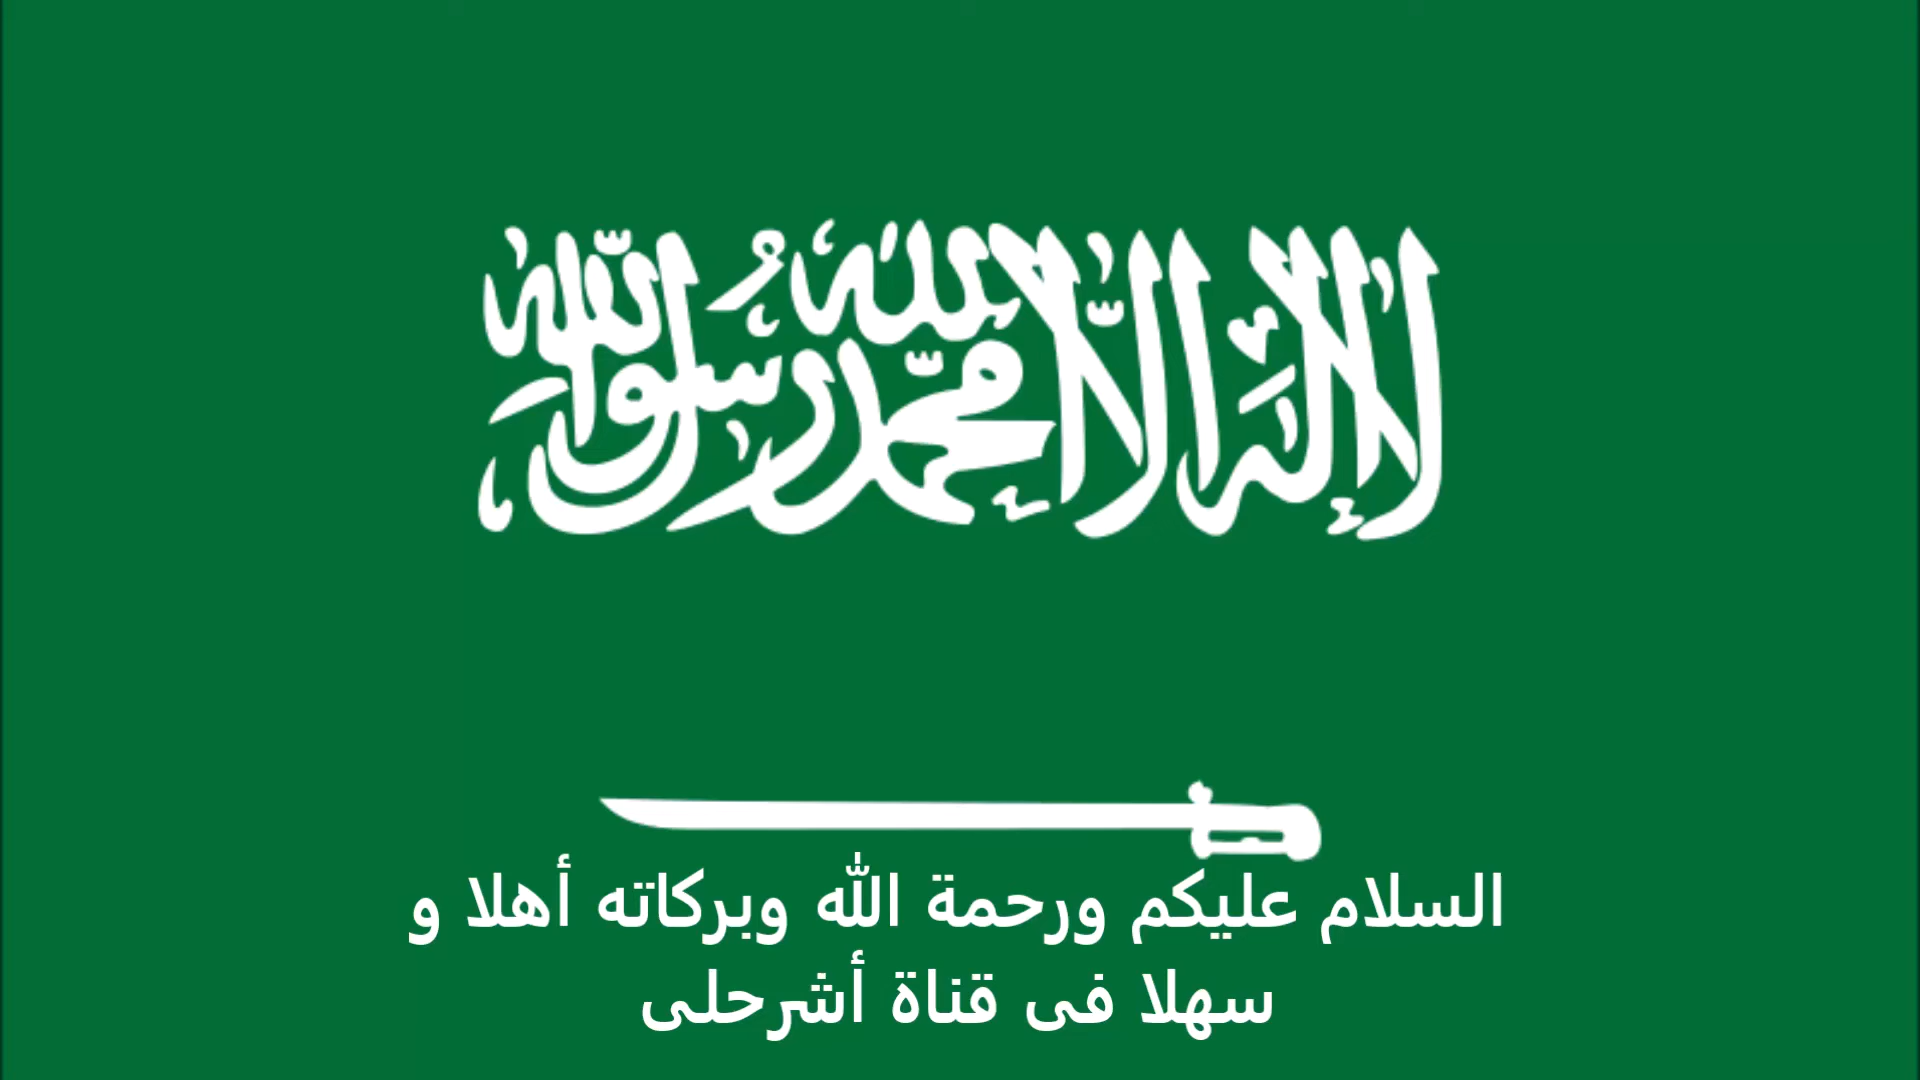 لا إله إلا الله محمد رسول الله
السلام عليكم ورحمة الله وبركاته أهلا و
سهلا فى قناة أشرحلى